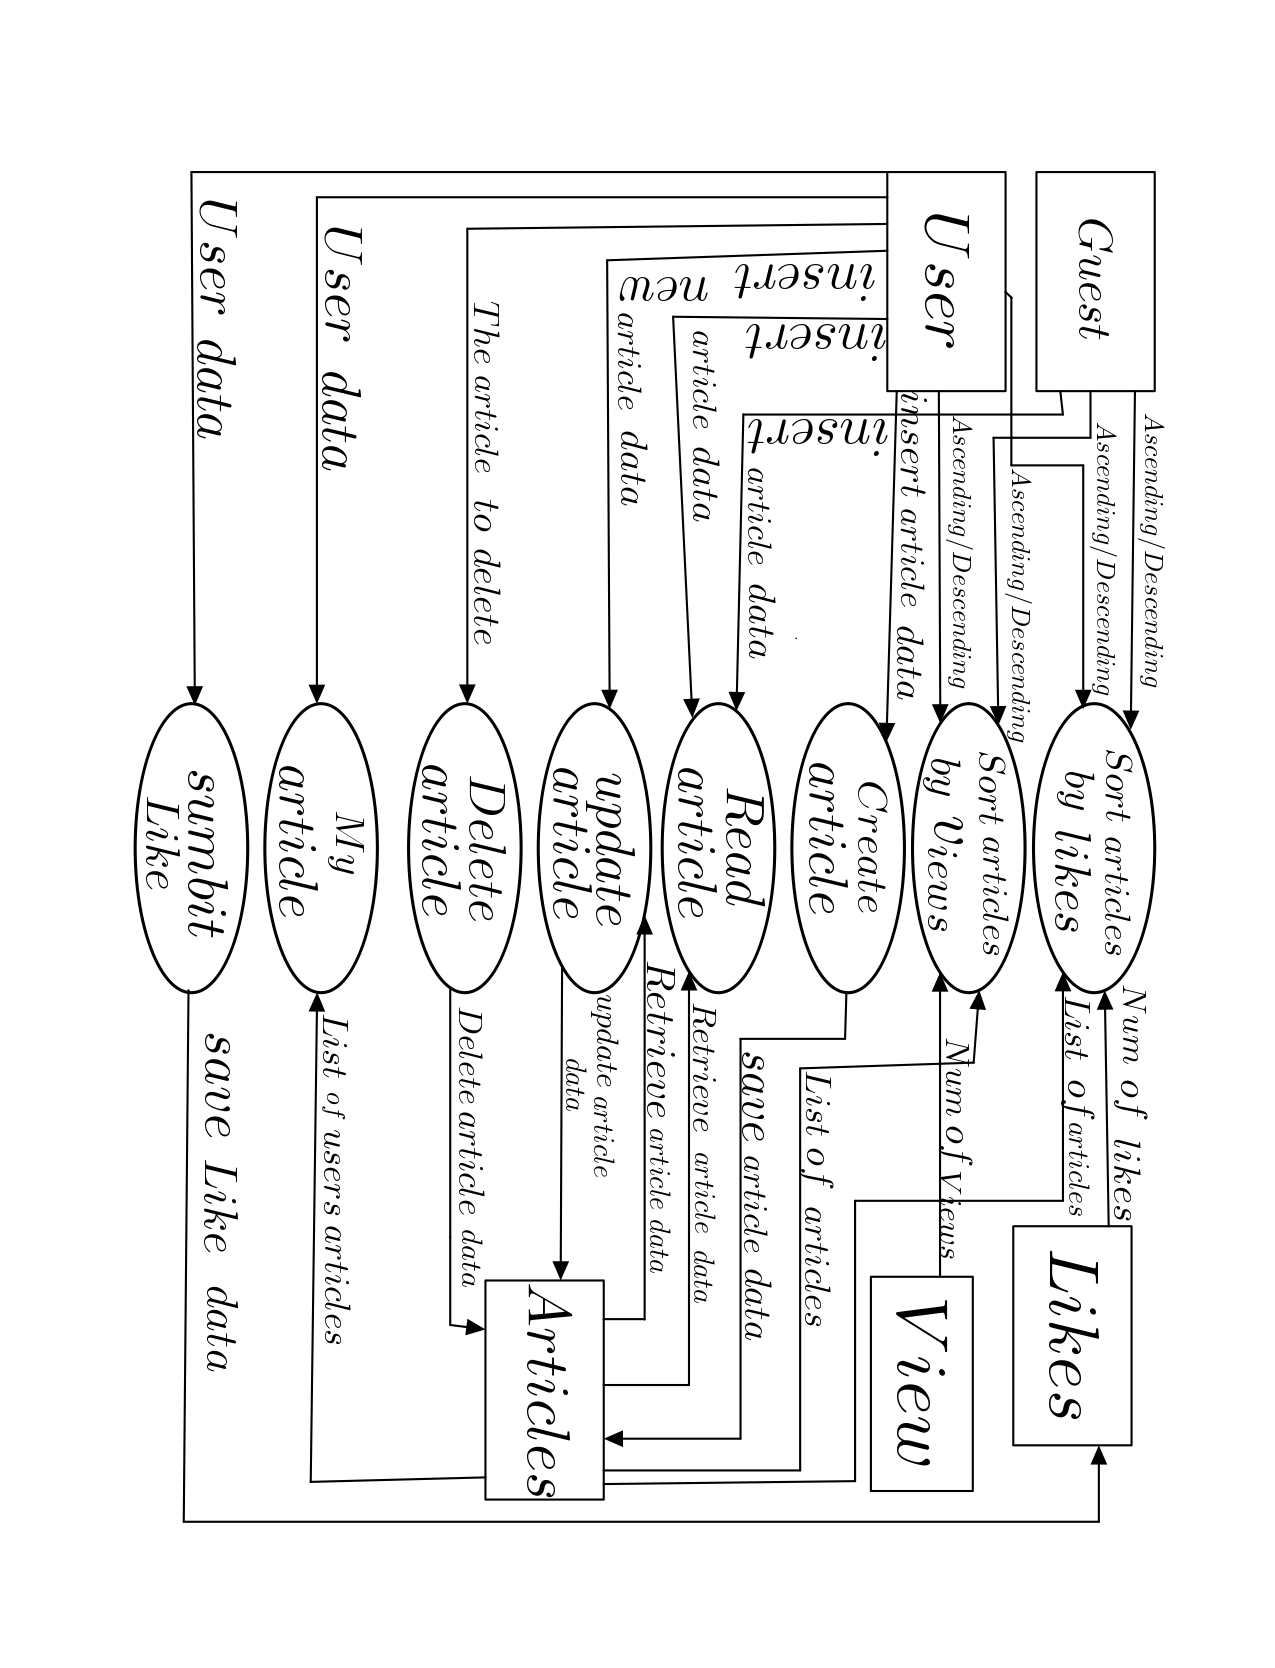 Guest
User
Ascending/Descending
Ascending/Descending
Ascending/Descending
Ascending/Descending
insert article data
insert
article data
insert
article data
insert new
article data
The article to delete
User data
User data
Sort articles
by likes
Sort articles
by Views
Create
article
Read
article
update
article
Delete
article
My
article
sumbit
Like
Num of likes
List of articles
Num of Views
List of articles
save article data
Retrieve article data
Retrieve article data
update article
data
Delete article data
List of users articles
save Like data
Likes
View
Articles